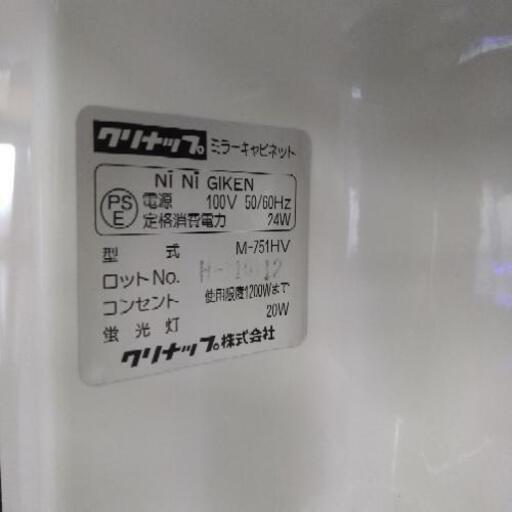 クリナップ ミラーキャビネット
Ni Ni GIKEN
PS E
電源 100V 50/60Hz
定格消費電力 24W
型式 M-751HV
ロットNo.
コンセント 使用限度1200Wまで
蛍光灯 20W
クリナップ株式会社